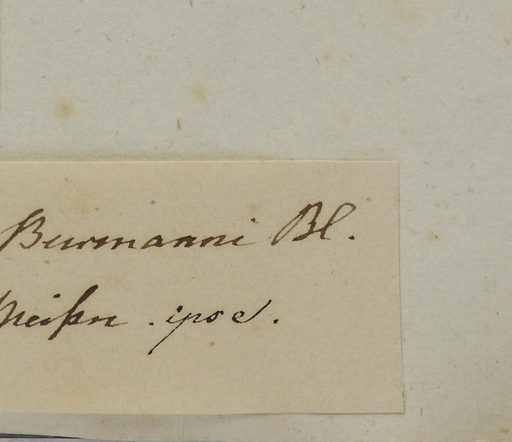 Burmanni Bl.
Meißn. ipse.